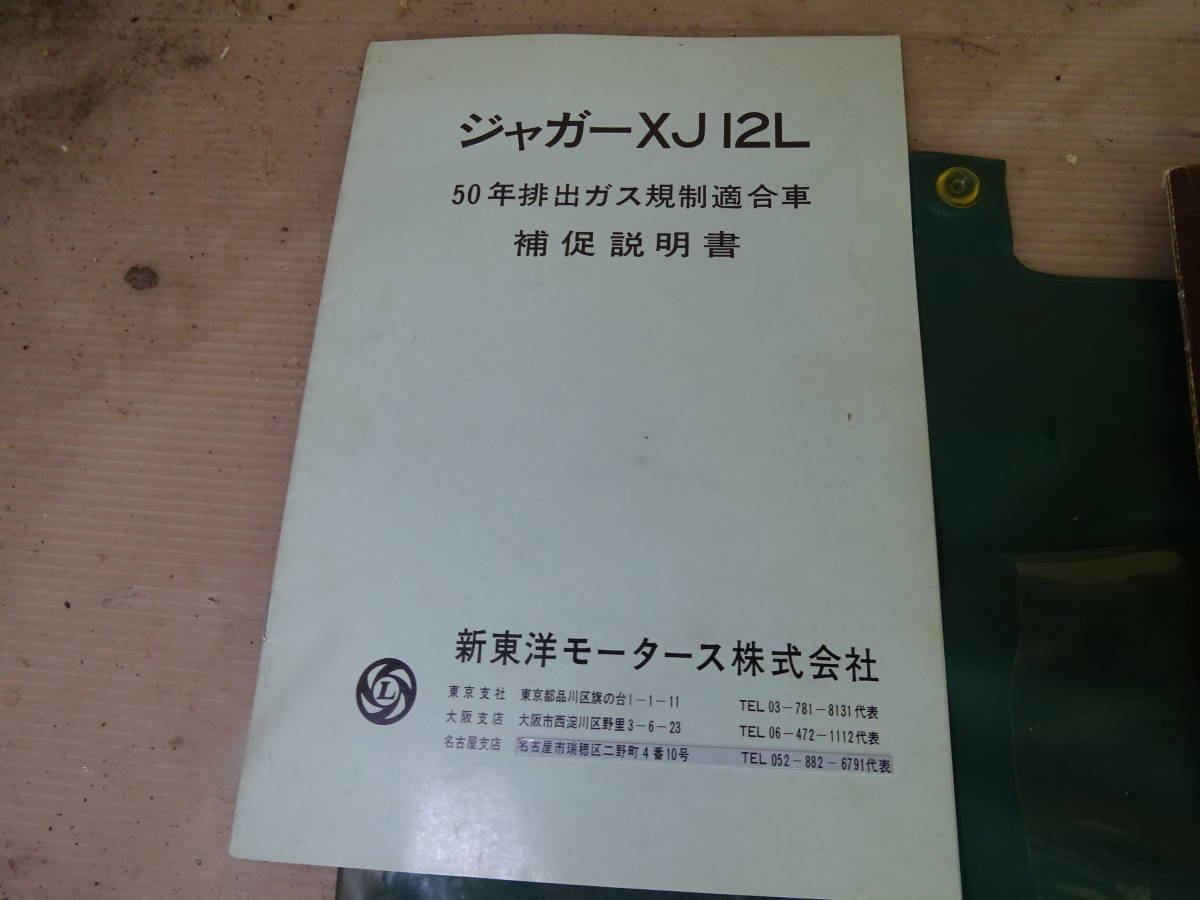 ジャガーXJ12L
50年排出ガス規制適合車
補促説明書
新東洋モータース株式会社
L
東京支社 東京都品川区旗の台1-1-11 TEL 03-781-8131代表
大阪支店 大阪市西淀川区野里3-6-23 TEL 06-472-1112代表
名古屋支店 名古屋市瑞穂区二野町4番10号 TEL 052-882-6791代表